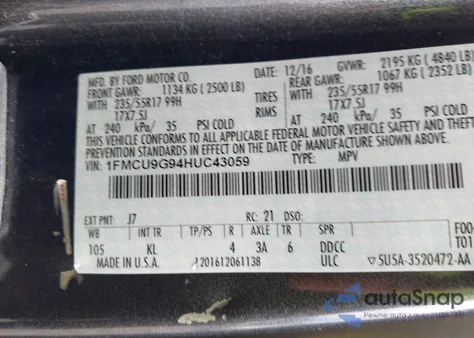 MFD. BY FORD MOTOR CO.
DATE: 12/16 GVWR: 2195 KG ( 4840 LB)
FRONT GAWR: 1134 KG ( 2500 LB) REAR GAWR: 1067 KG ( 2352 LB)
WITH 235/55R17 99H TIRES WITH 235/55R17 99H
17X7.5J RIMS 17X7.5J
AT 240 kPa/ 35 PSI COLD AT 240 kPa/ 35 PSI COLD
THIS VEHICLE CONFORMS TO ALL APPLICABLE FEDERAL MOTOR VEHICLE SAFETY
AND THEFT PREVENTION STANDARDS IN EFFECT ON THE DATE OF MANUFACTURE
VIN: 1FMCU9G94HUC43059 TYPE: MPV
EXT PNT: J7 RC: 21 DSO:
WB INT TR TP/PS R AXLE TR SPR F00
105 KL 4 3A 6 DDCC T01
MADE IN U.S.A. 201612061138 ULC 5U5A-3520472-AA
autoSnap
Pewne auta z